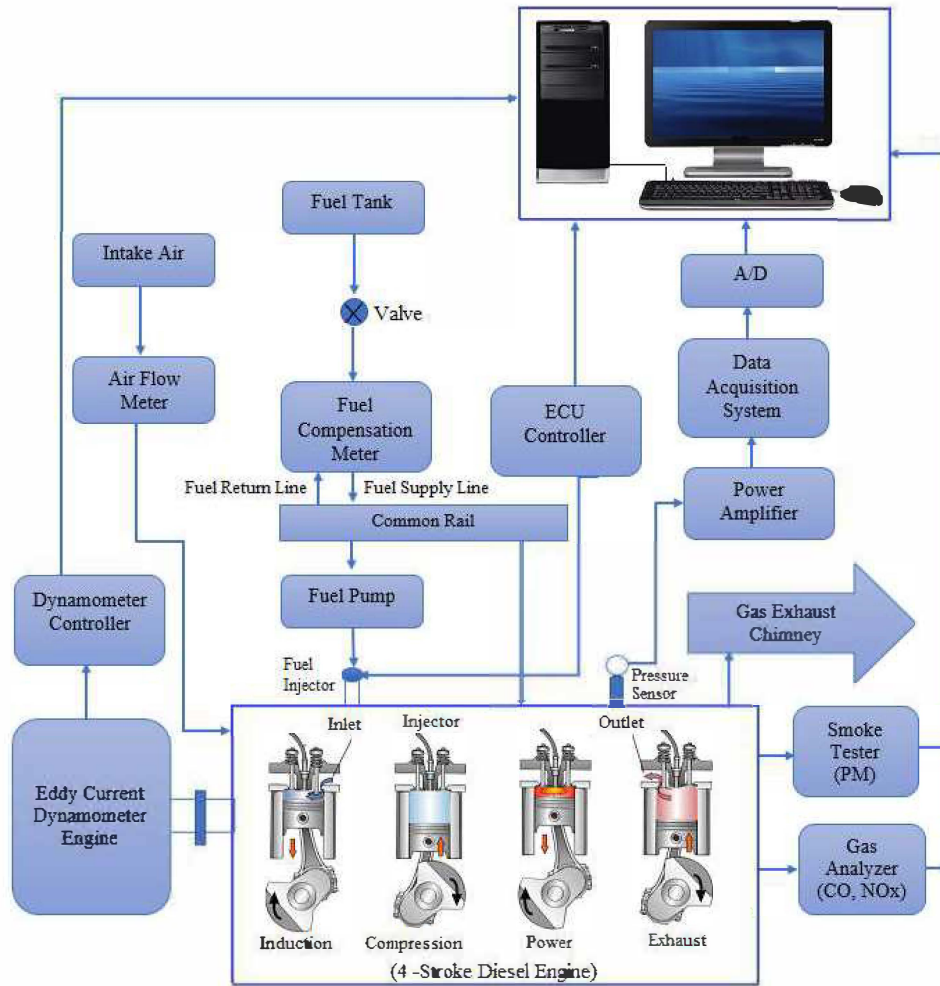 Fuel Tank
Intake Air
A/D
Valve
Air Flow
Meter
Fuel
Compensation
Meter
ECU
Controller
Data
Acquisition
System
Fuel Return Line
Fuel Supply Line
Power
Amplifier
Common Rail
Dynamometer
Controller
Fuel Pump
Gas Exhaust
Chimney
Fuel
Injector
Pressure
Sensor
Inlet
Injector
Outlet
Smoke
Tester
(PM)
Eddy Current
Dynamometer
Engine
Gas
Analyzer
(CO, NOx)
Induction
Compression
Power
Exhaust
(4 -Stroke Diesel Engine)